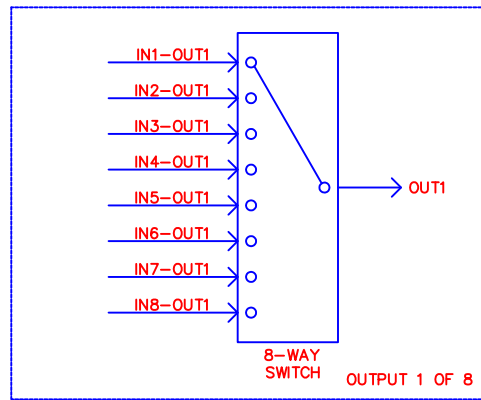 IN1-OUT1
IN2-OUT1
IN3-OUT1
IN4-OUT1
IN5-OUT1
IN6-OUT1
IN7-OUT1
IN8-OUT1
OUT1
8-WAY
SWITCH
OUTPUT 1 OF 8